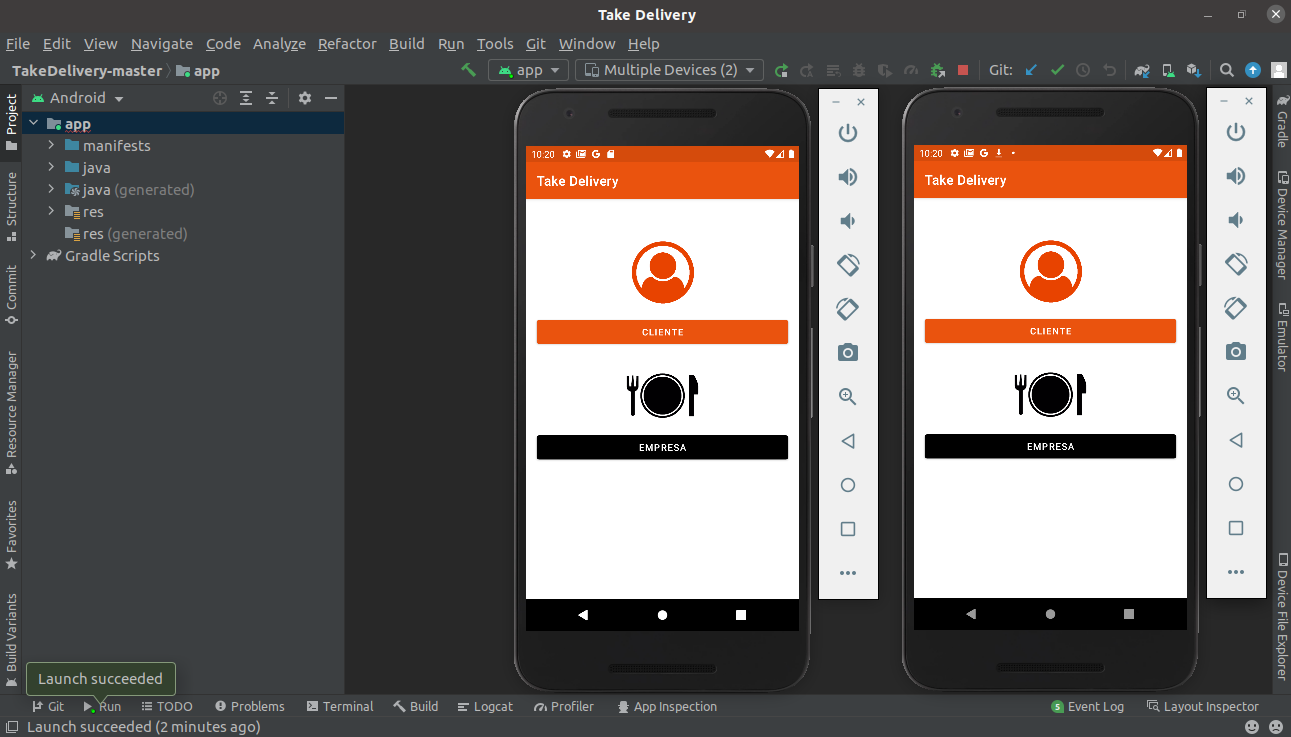 Take Delivery
File Edit View Navigate Code Analyze Refactor Build Run Tools Git Window Help
TakeDelivery-master app
app
Multiple Devices (2)
Git:
Project
Structure
Commit
Resource Manager
Favorites
Build Variants
Android
app
manifests
java
java (generated)
res
res (generated)
Gradle Scripts
10:20 G
Take Delivery
CLIENTE
EMPRESA
10:20 G
Take Delivery
CLIENTE
EMPRESA
Gradle
Device Manager
Emulator
Device File Explorer
Launch succeeded
Git Run TODO Problems Terminal Build Logcat Profiler App Inspection 5 Event Log Layout Inspector
Launch succeeded (2 minutes ago)